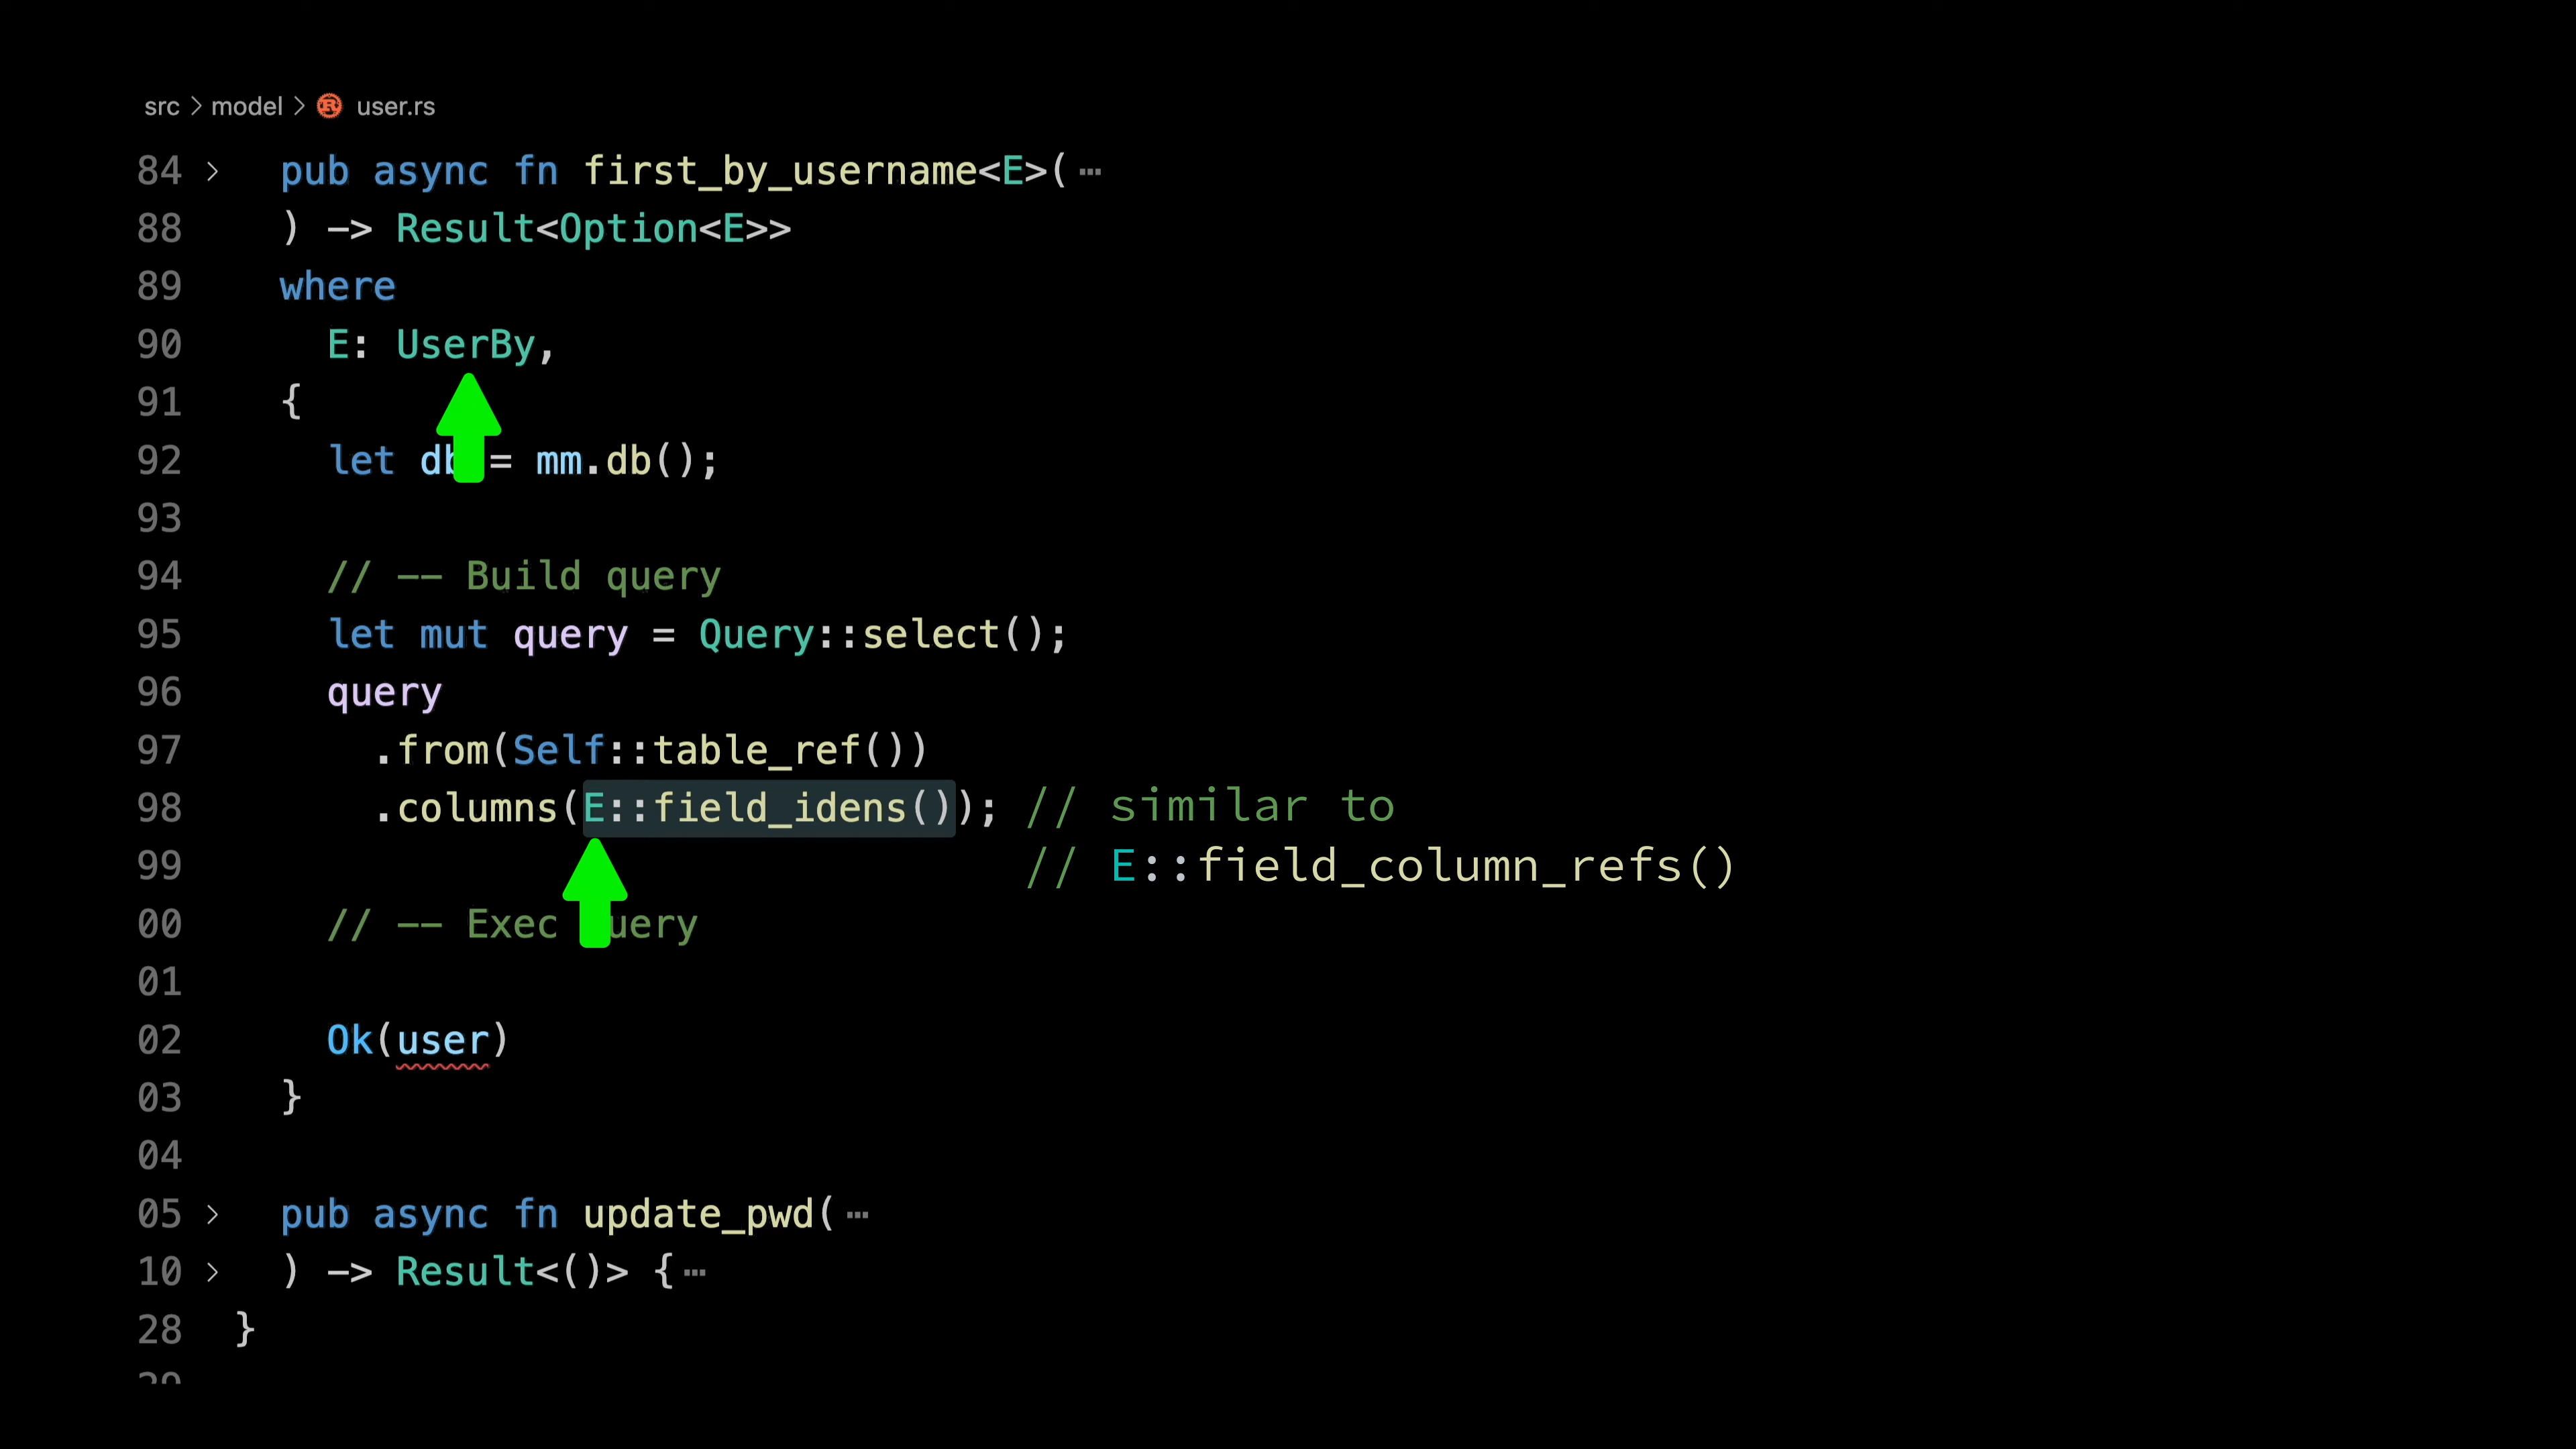 src > model > user.rs
84 > pub async fn first_by_username<E>( ⋯
88 ) -> Result<Option<E>>
89 where
90 E: UserBy,
91 {
92 let db = mm.db();
93
94 // -- Build query
95 let mut query = Query::select();
96 query
97 .from(Self::table_ref())
98 .columns(E::field_idens()); // similar to
99 // E::field_column_refs()
00 // -- Exec query
01
02 Ok(user)
03 }
04
05 > pub async fn update_pwd( ⋯
10 > ) -> Result<()> { ⋯
28 }